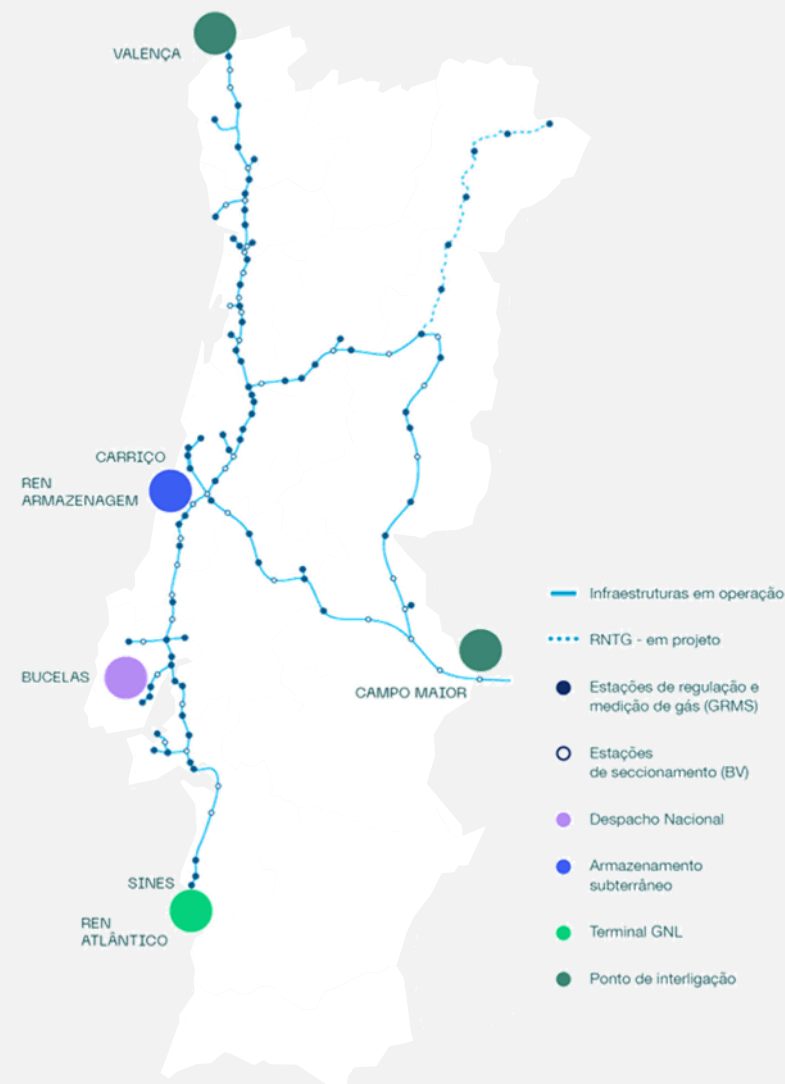 VALENÇA
CARRIÇO
REN
ARMAZENAGEM
BUCELAS
CAMPO MAIOR
SINES
REN
ATLÂNTICO
Infraestruturas em operação
RNTG - em projeto
Estações de regulação e
medição de gás (GRMS)
Estações
de seccionamento (BV)
Despacho Nacional
Armazenamento
subterrâneo
Terminal GNL
Ponto de interligação